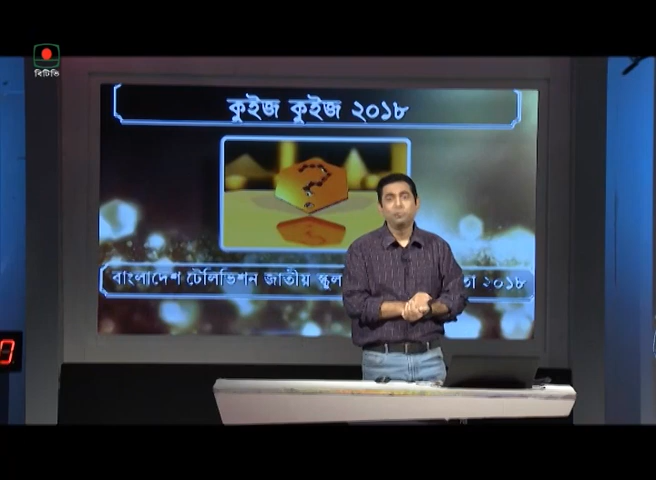 বিটিভি
কুইজ কুইজ ২০১৮
?
বাংলাদেশ টেলিভিশন জাতীয় স্কুল ২০১৮